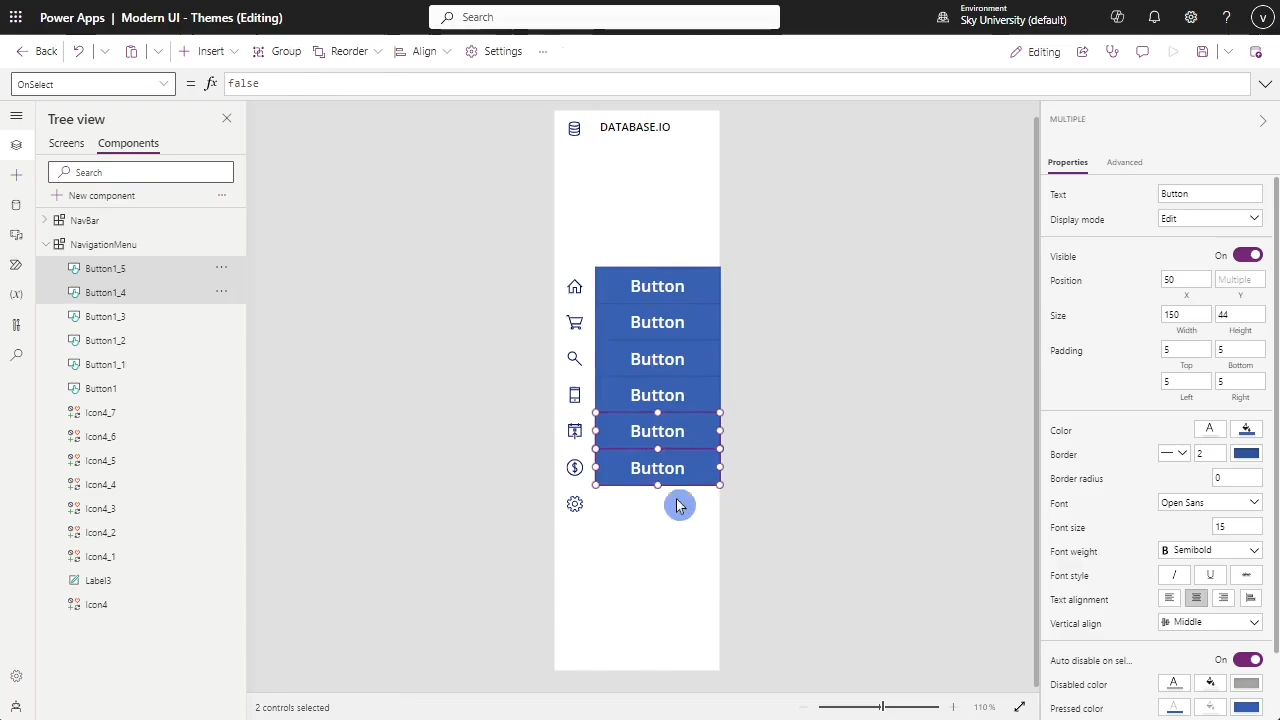 Power Apps | Modern UI - Themes (Editing)
Search
Environment
Sky University (default)
V
Back
Insert
Group
Reorder
Align
Settings
Editing
OnSelect
= fx false
Tree view
Screens Components
Search
New component
NavBar
NavigationMenu
Button1_5
Button1_4
Button1_3
Button1_2
Button1_1
Button1
Icon4_7
Icon4_6
Icon4_5
Icon4_4
Icon4_3
Icon4_2
Icon4_1
Label3
Icon4
DATABASE.IO
Button
Button
Button
Button
Button
Button
2 controls selected
110 %
MULTIPLE
Properties Advanced
Text Button
Display mode Edit
Visible On
Position 50 Multiple
X Y
Size 150 44
Width Height
Padding 5 5
Top Bottom
5 5
Left Right
Color
Border 2
Border radius 0
Font Open Sans
Font size 15
Font weight B Semibold
Font style / U abc
Text alignment
Vertical align Middle
Auto disable on sel... On
Disabled color
Pressed color